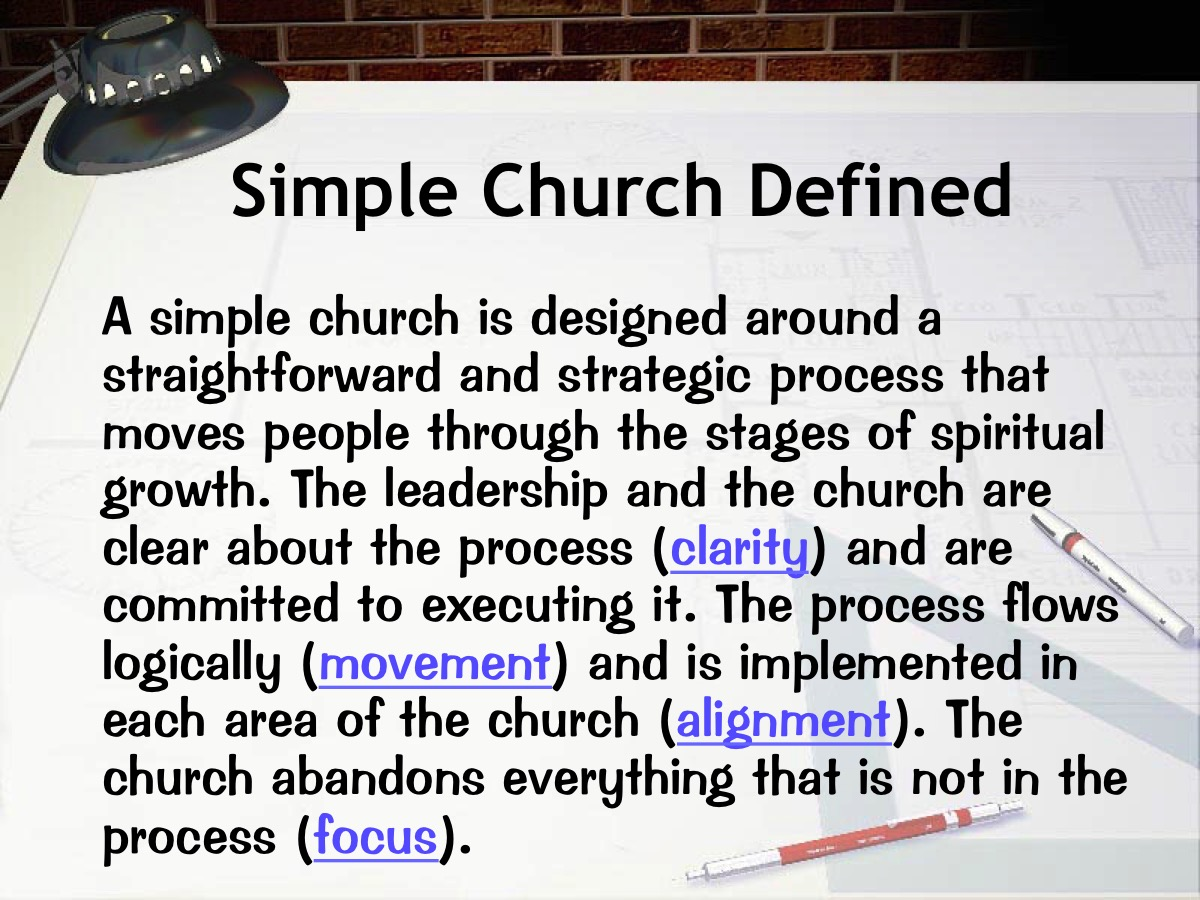 Simple Church Defined
A simple church is designed around a
straightforward and strategic process that
moves people through the stages of spiritual
growth. The leadership and the church are
clear about the process (clarity) and are
committed to executing it. The process flows
logically (movement) and is implemented in
each area of the church (alignment). The
church abandons everything that is not in the
process (focus).